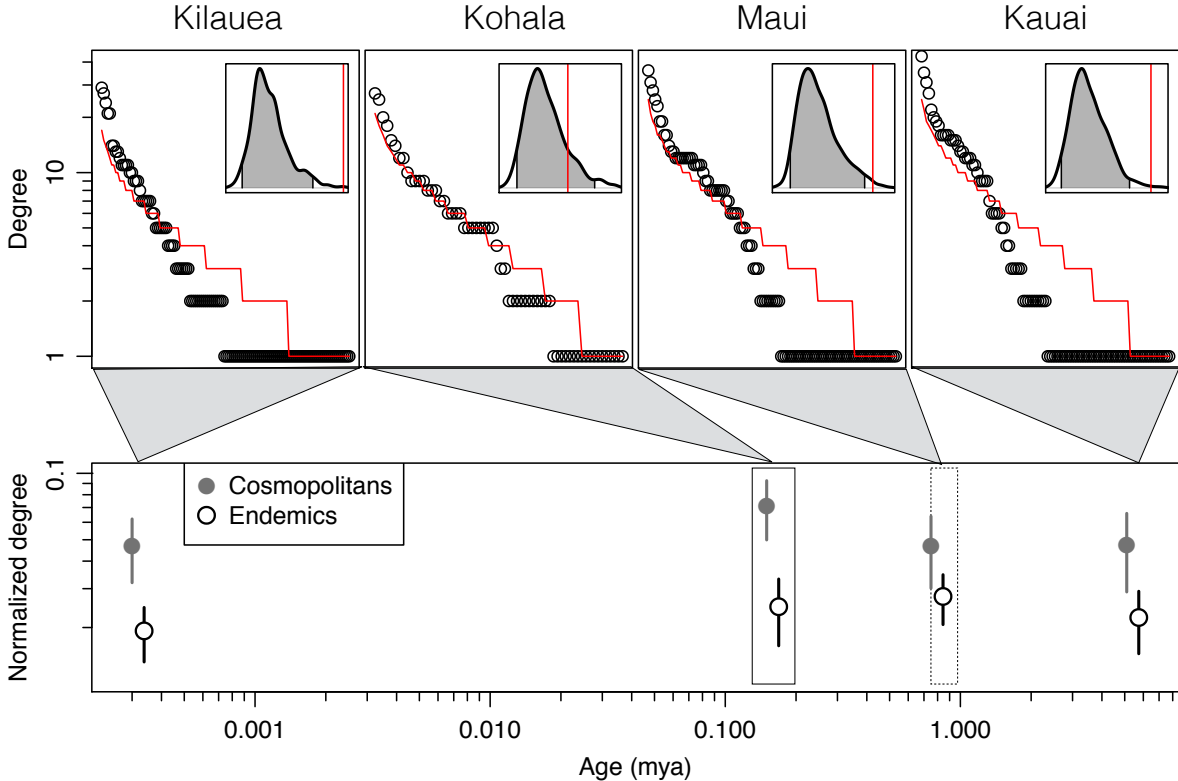 Kilauea Kohala Maui Kauai
Degree
10
1
Normalized degree
0.1
Cosmopolitans
Endemics
0.001 0.010 0.100 1.000
Age (mya)